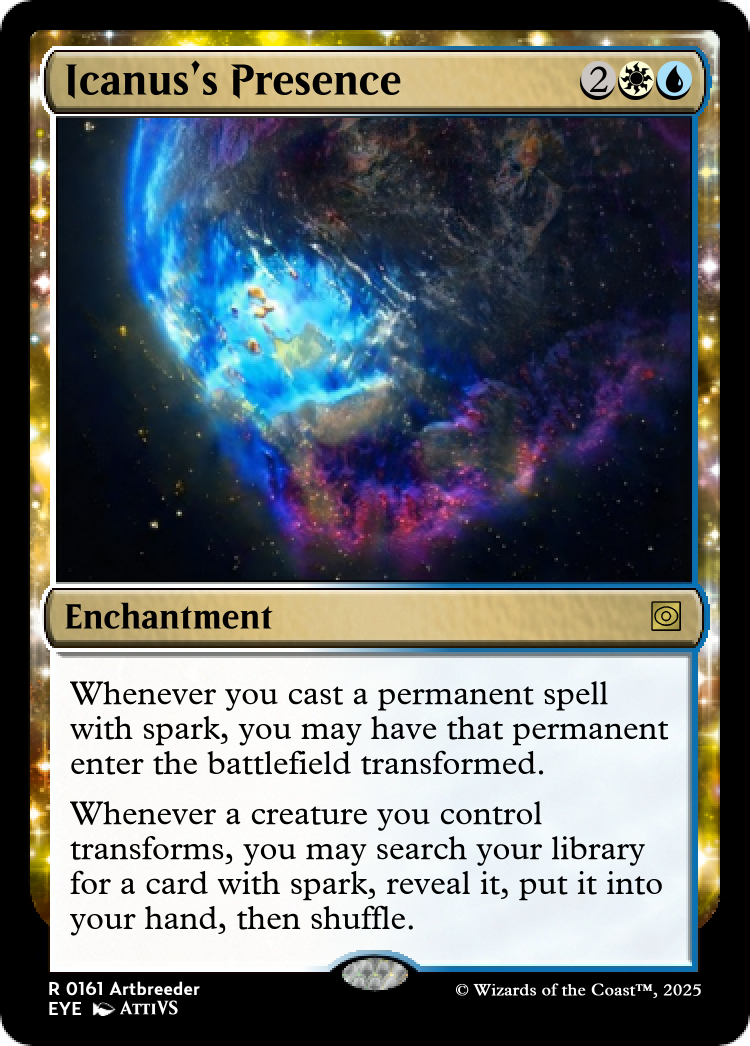 Icanus's Presence 2
Enchantment
Whenever you cast a permanent spell
with spark, you may have that permanent
enter the battlefield transformed.
Whenever a creature you control
transforms, you may search your library
for a card with spark, reveal it, put it into
your hand, then shuffle.
R 0161 Artbreeder
© Wizards of the Coast™, 2025
EYE AttiVS